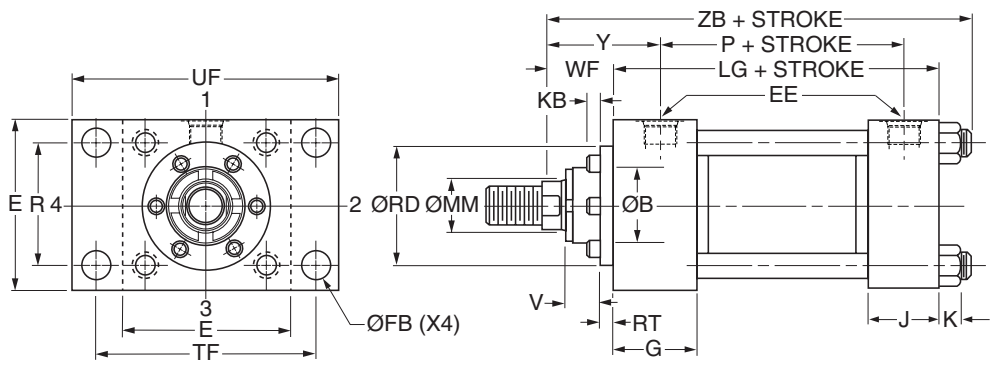 ZB + STROKE
Y
P + STROKE
UF
WF
LG + STROKE
1
KB
EE
E
R
4
2
ØRD
ØMM
ØB
3
V
ØFB (X4)
RT
J
K
E
G
TF